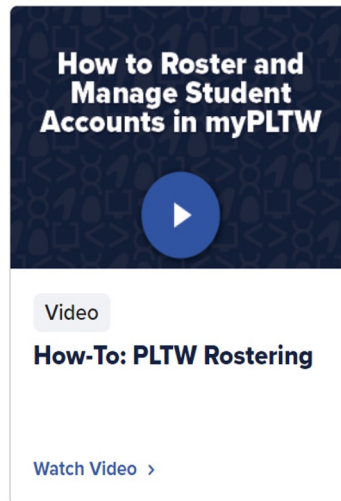 How to Roster and
Manage Student
Accounts in myPLTW
Video
How-To: PLTW Rostering
Watch Video